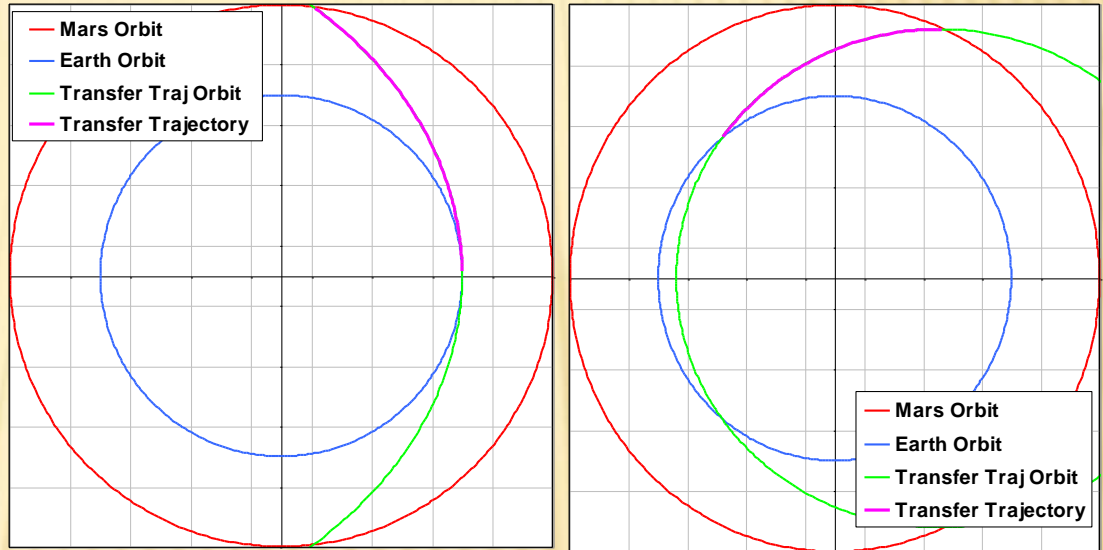 Mars Orbit
Earth Orbit
Transfer Traj Orbit
Transfer Trajectory
Mars Orbit
Earth Orbit
Transfer Traj Orbit
Transfer Trajectory